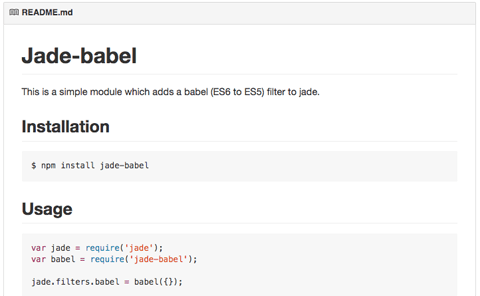 README.md
Jade-babel
This is a simple module which adds a babel (ES6 to ES5) filter to jade.
Installation
$ npm install jade-babel
Usage
var jade = require('jade');
var babel = require('jade-babel');
jade.filters.babel = babel({});